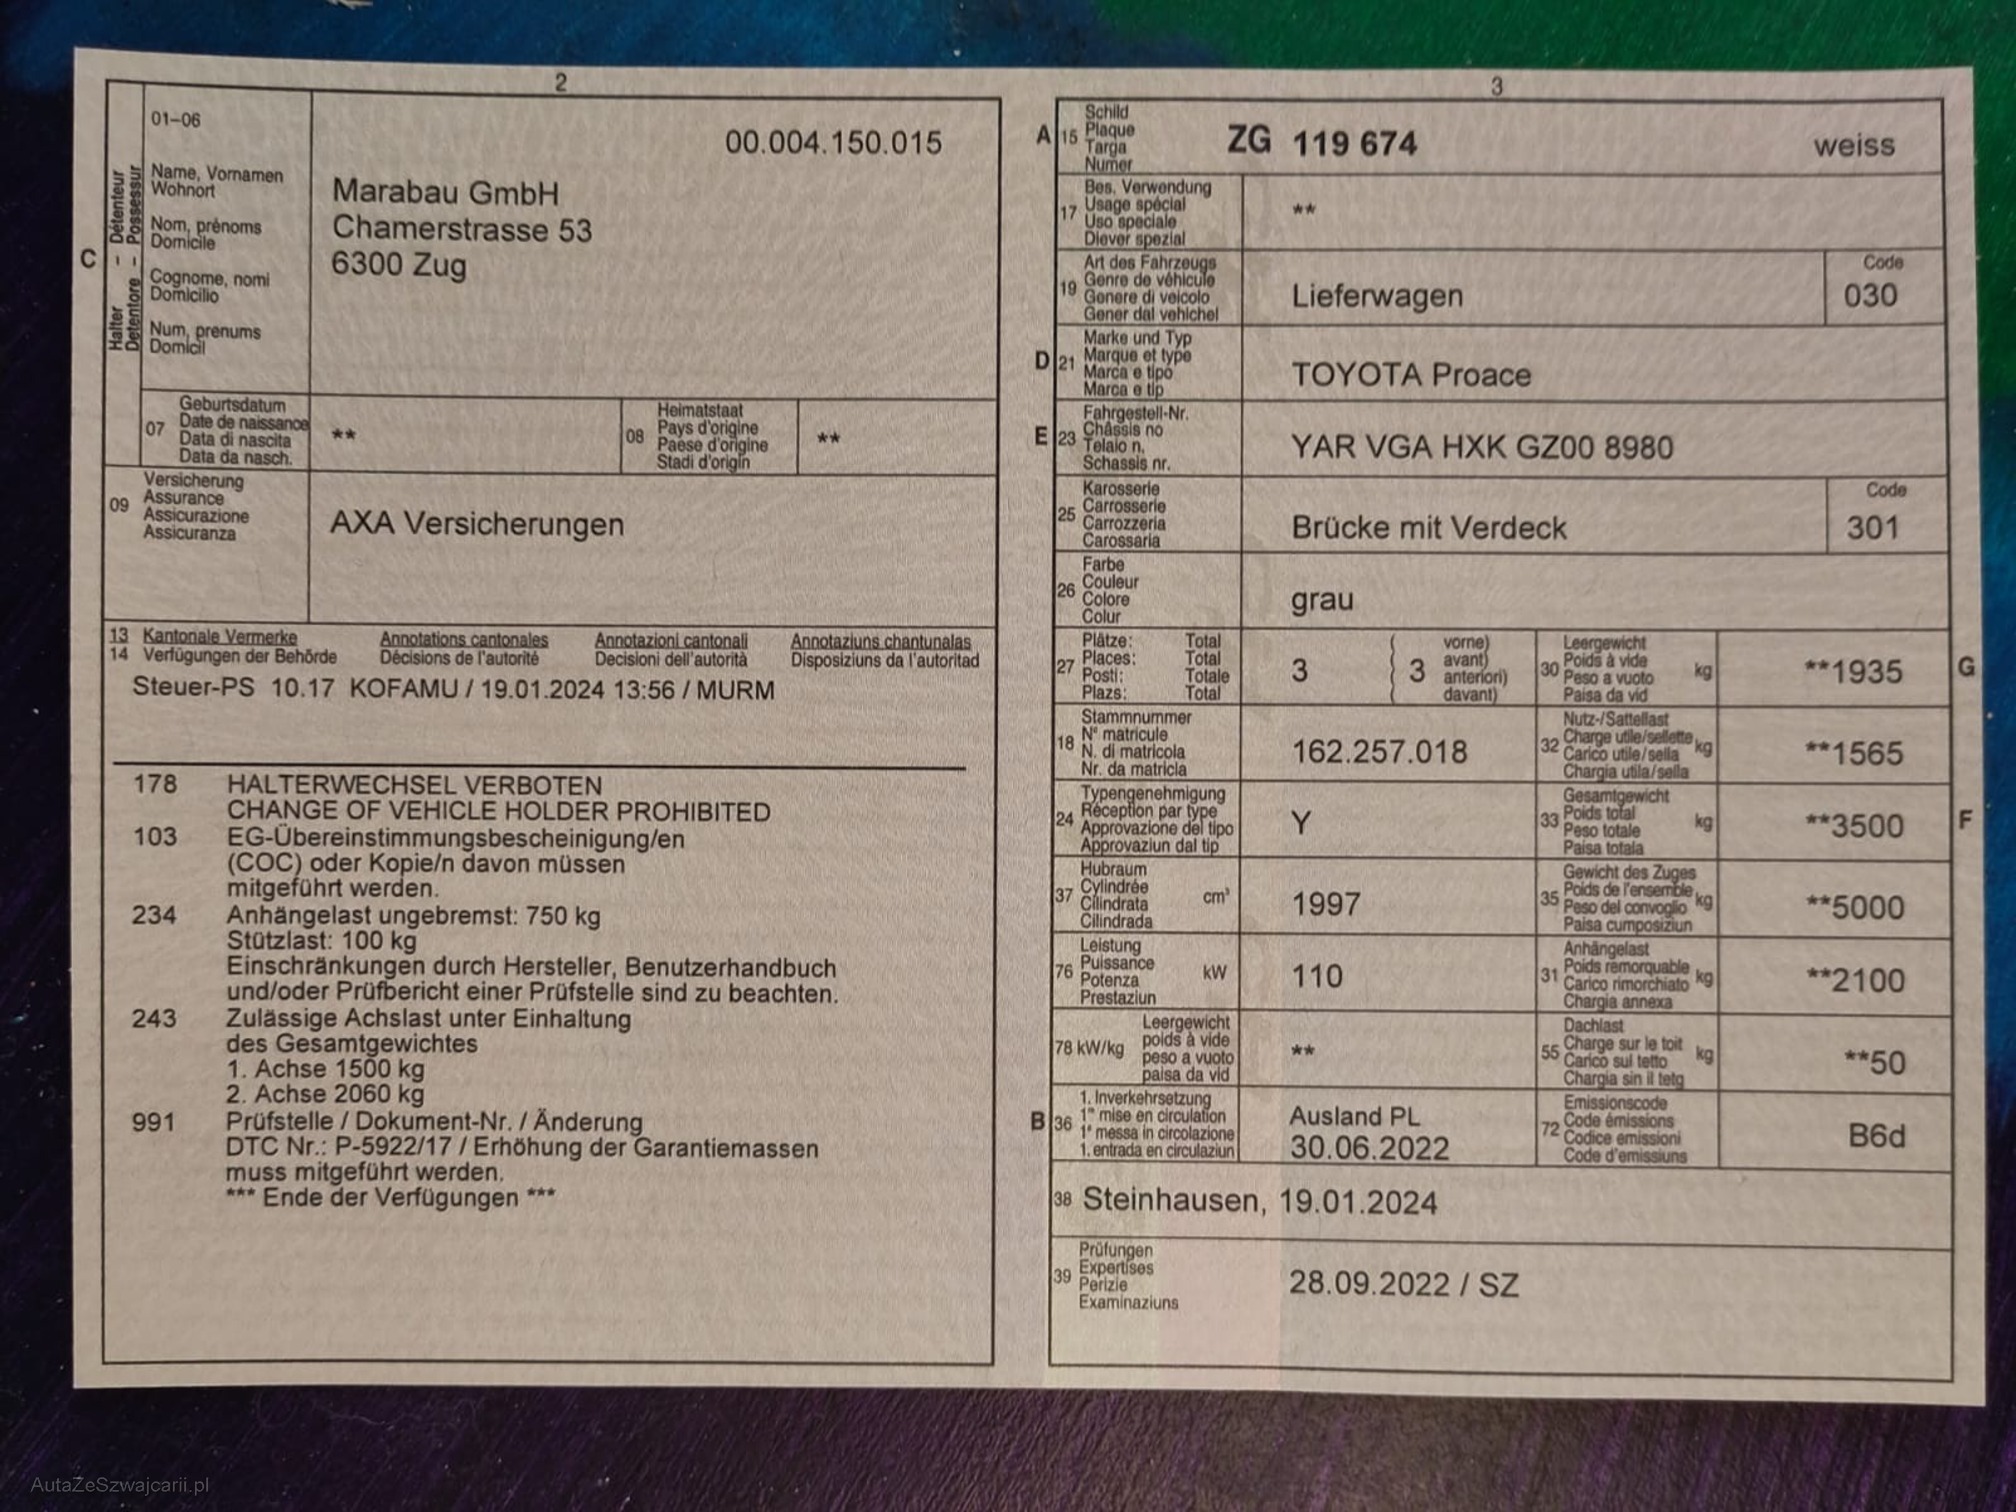 2
01–06
00.004.150.015
Halter – Détenteur
Detentore – Possessur
Name, Vornamen
Wohnort
Nom, prénoms
Domicile
Cognome, nomi
Domicilio
Num, prenums
Domicil
C
Marabau GmbH
Chamerstrasse 53
6300 Zug
07
Geburtsdatum
Date de naissance
Data di nascita
Data da nasch.
**
08
Heimatstaat
Pays d'origine
Paese d'origine
Stadi d'origin
**
09
Versicherung
Assurance
Assicurazione
Assicuranza
AXA Versicherungen
13 Kantonale Vermerke Annotations cantonales Annotazioni cantonali Annotaziuns chantunalas
14 Verfügungen der Behörde Décisions de l'autorité Decisioni dell'autorità Disposiziuns da l'autoritad
Steuer-PS 10.17 KOFAMU / 19.01.2024 13:56 / MURM
178 HALTERWECHSEL VERBOTEN
CHANGE OF VEHICLE HOLDER PROHIBITED
103 EG-Übereinstimmungsbescheinigung/en
(COC) oder Kopie/n davon müssen
mitgeführt werden.
234 Anhängelast ungebremst: 750 kg
Stützlast: 100 kg
Einschränkungen durch Hersteller, Benutzerhandbuch
und/oder Prüfbericht einer Prüfstelle sind zu beachten.
243 Zulässige Achslast unter Einhaltung
des Gesamtgewichtes
1. Achse 1500 kg
2. Achse 2060 kg
991 Prüfstelle / Dokument-Nr. / Änderung
DTC Nr.: P-5922/17 / Erhöhung der Garantiemassen
muss mitgeführt werden.
*** Ende der Verfügungen ***
3
A 15
Schild
Plaque
Targa
Numer
ZG 119 674 weiss
17
Bes. Verwendung
Usage spécial
Uso speciale
Diever spezial
**
19
Art des Fahrzeugs
Genre de véhicule
Genere di veicolo
Gener dal vehichel
Lieferwagen
Code
030
D 21
Marke und Typ
Marque et type
Marca e tipo
Marca e tip
TOYOTA Proace
E 23
Fahrgestell-Nr.
Châssis no
Telaio n.
Schassis nr.
YAR VGA HXK GZ00 8980
25
Karosserie
Carrosserie
Carrozzeria
Carossaria
Brücke mit Verdeck
Code
301
26
Farbe
Couleur
Colore
Colur
grau
27
Plätze: Total
Places: Total
Posti: Totale
Plazs: Total
3
3
vorne)
avant)
anteriori)
davant)
30
Leergewicht
Poids à vide
Peso a vuoto
Paisa da vid
kg
**1935
G
18
Stammnummer
N° matricule
N. di matricola
Nr. da matricla
162.257.018
32
Nutz-/Sattellast
Charge utile/sellette
Carico utile/sella
Chargia utila/sella
kg
**1565
24
Typengenehmigung
Réception par type
Approvazione del tipo
Approvaziun dal tip
Y
33
Gesamtgewicht
Poids total
Peso totale
Paisa totala
kg
**3500
F
37
Hubraum
Cylindrée
Cilindrata
Cilindrada
cm³
1997
35
Gewicht des Zuges
Poids de l'ensemble
Peso del convoglio
Paisa cumposiziun
kg
**5000
76
Leistung
Puissance
Potenza
Prestaziun
kW
110
31
Anhängelast
Poids remorquable
Carico rimorchiato
Chargia annexa
kg
**2100
78 kW/kg
Leergewicht
poids à vide
peso a vuoto
paisa da vid
**
55
Dachlast
Charge sur le toit
Carico sul tetto
Chargia sin il tetg
kg
**50
B 36
1. Inverkehrsetzung
1re mise en circulation
1a messa in circolazione
1. entrada en circulaziun
Ausland PL
30.06.2022
72
Emissionscode
Code émissions
Codice emissioni
Code d'emissiuns
B6d
38 Steinhausen, 19.01.2024
39
Prüfungen
Expertises
Perizie
Examinaziuns
28.09.2022 / SZ
AutaZeSzwajcarii.pl